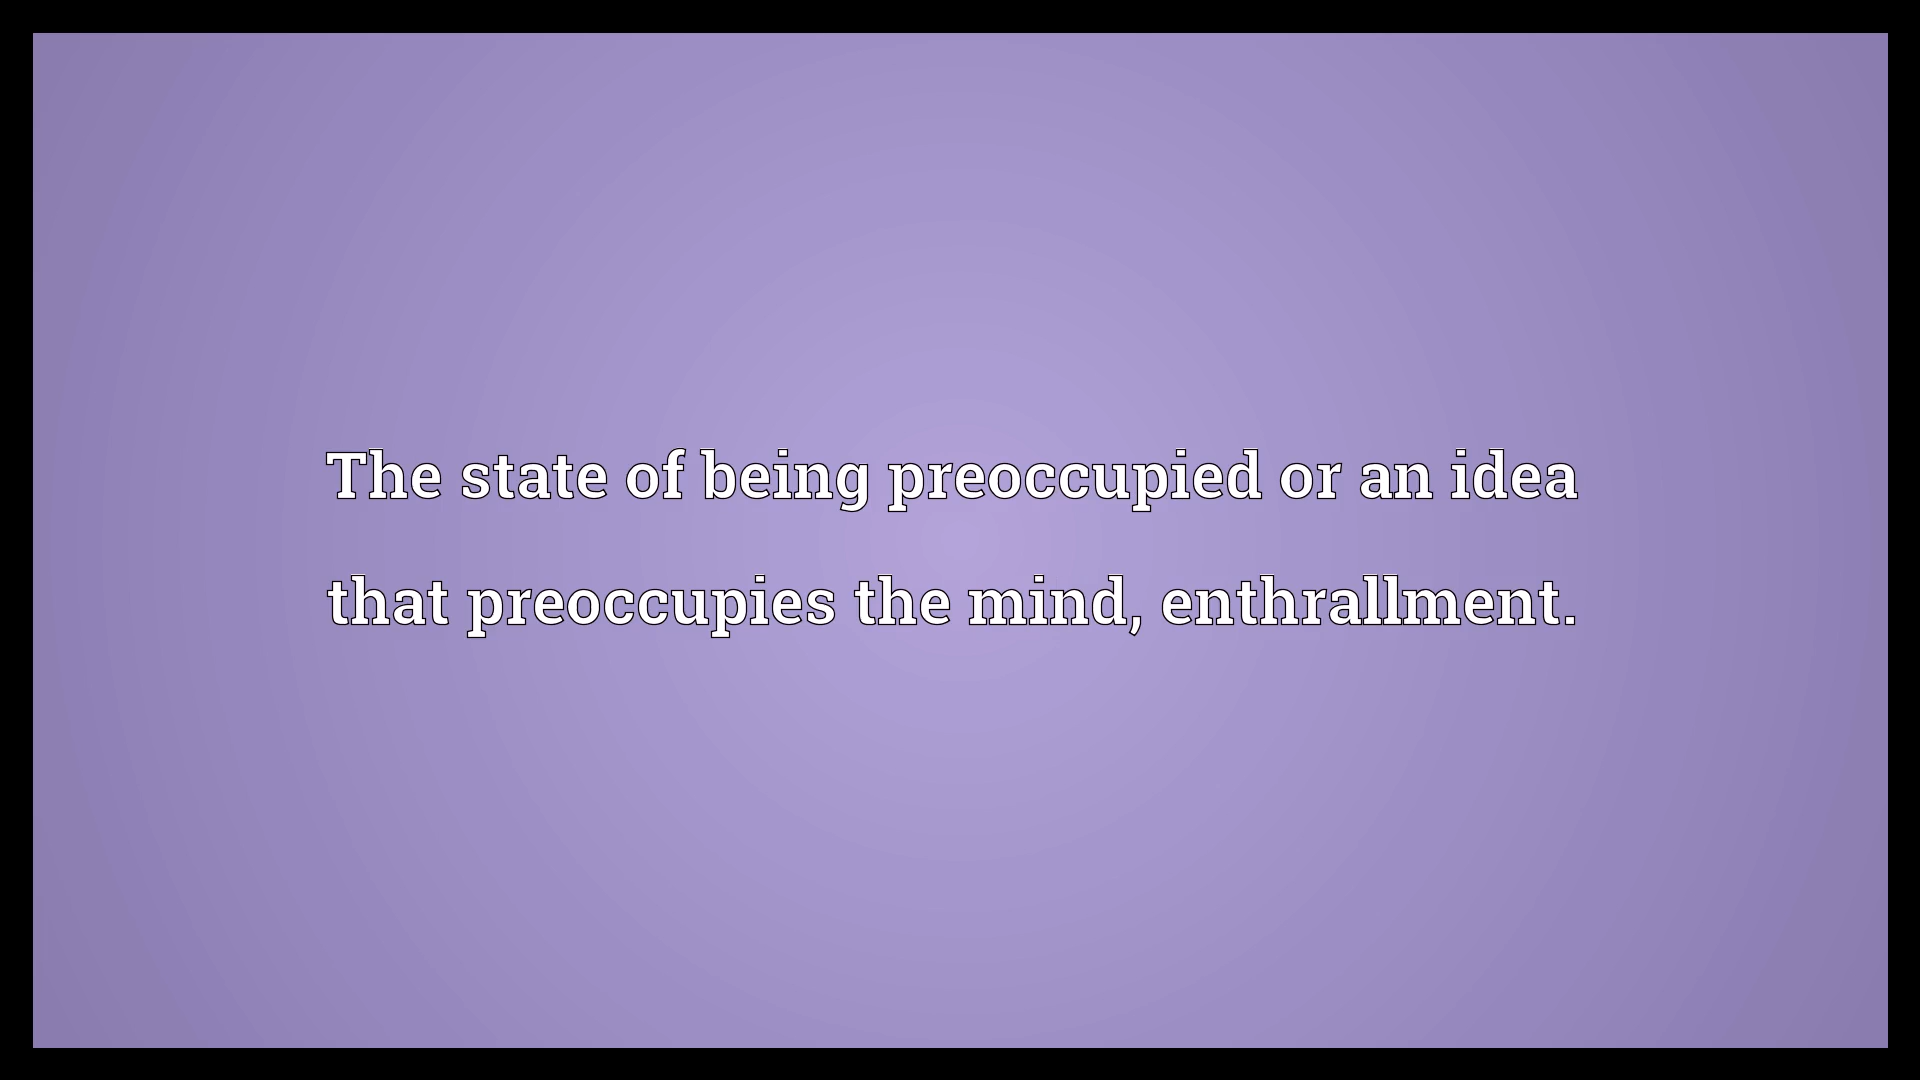 The state of being preoccupied or an idea
that preoccupies the mind, enthrallment.